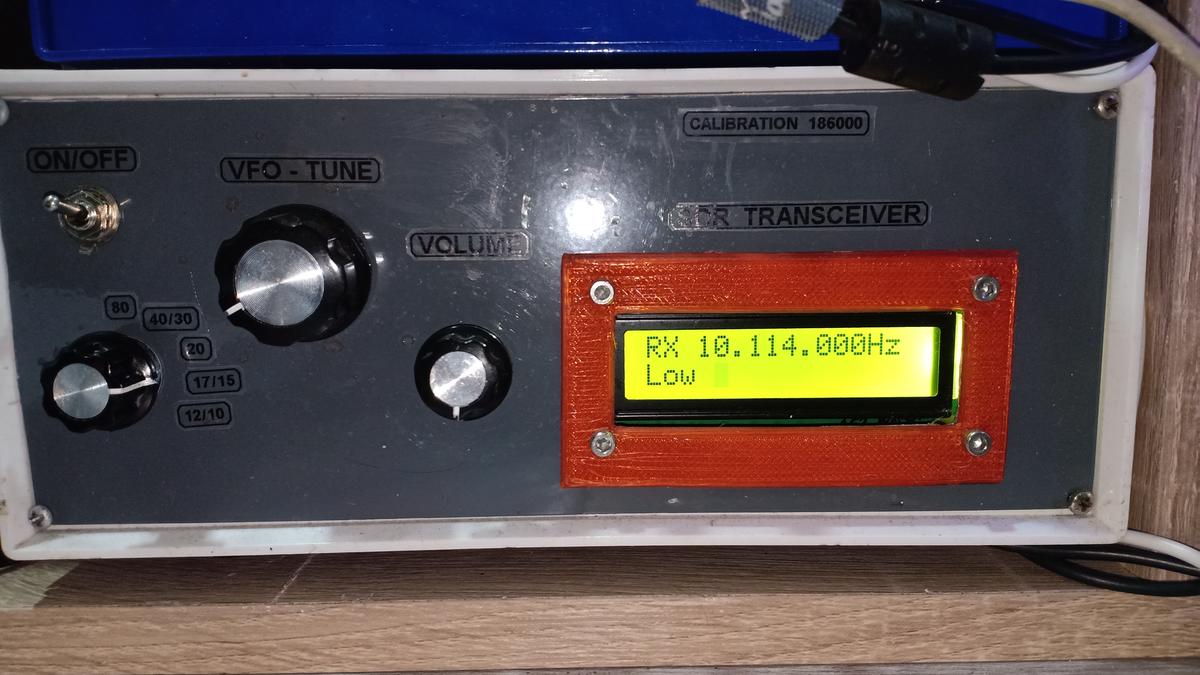 ON/OFF
VFO - TUNE
VOLUME
CALIBRATION 186000
SDR TRANSCEIVER
80
40/30
20
17/15
12/10
RX 10.114.000Hz
Low